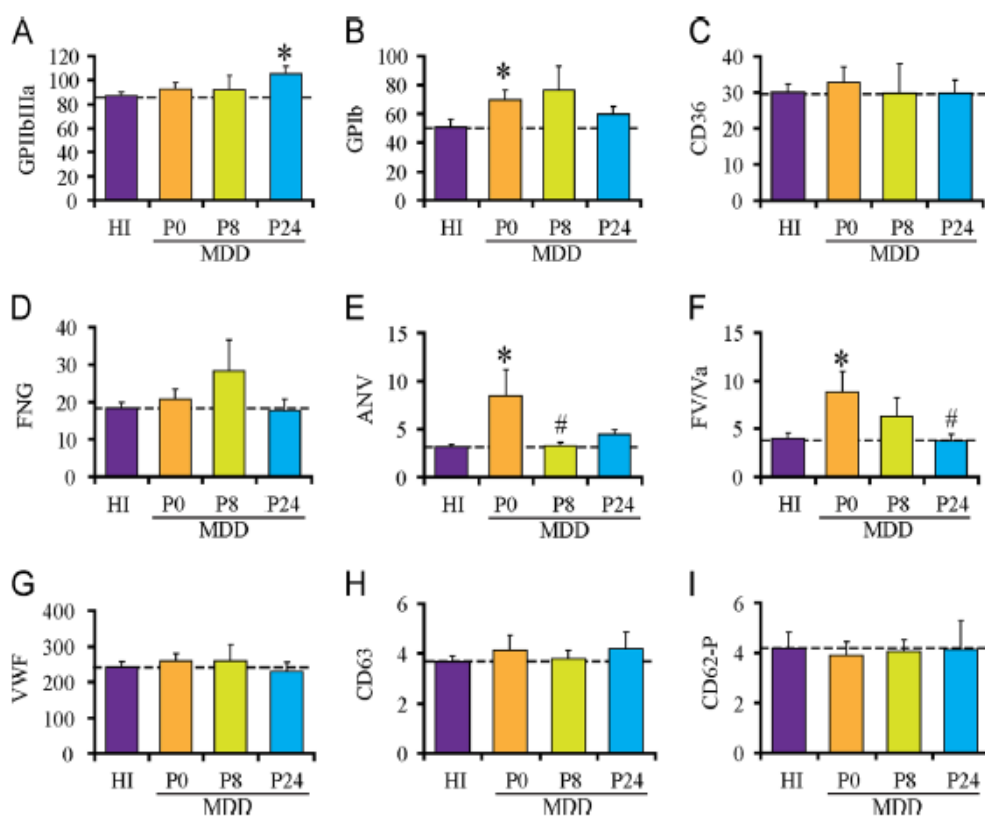 A
GPIIbIIIa
120
100
80
60
40
20
0
*
HI P0 P8 P24
MDD
B
GPIb
100
80
60
40
20
0
*
HI P0 P8 P24
MDD
C
CD36
40
30
20
10
0
HI P0 P8 P24
MDD
D
FNG
40
30
20
10
0
HI P0 P8 P24
MDD
E
ANV
15
10
5
0
*
#
HI P0 P8 P24
MDD
F
FV/Va
15
10
5
0
*
#
HI P0 P8 P24
MDD
G
VWF
400
300
200
100
0
HI P0 P8 P24
MDD
H
CD63
6
4
2
0
HI P0 P8 P24
MDD
I
CD62-P
6
4
2
0
HI P0 P8 P24
MDD